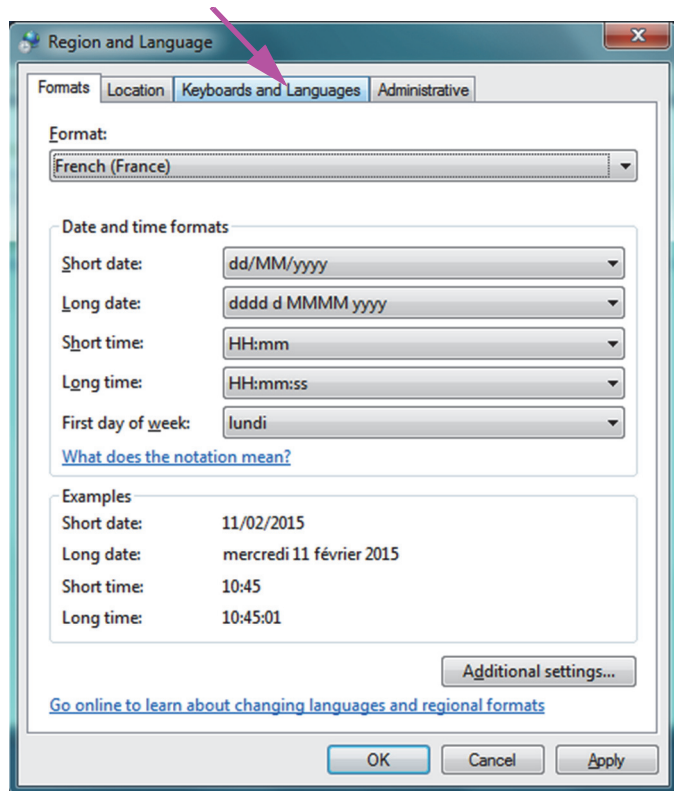 Region and Language
Formats Location Keyboards and Languages Administrative
Format:
French (France)
Date and time formats
Short date: dd/MM/yyyy
Long date: dddd d MMMM yyyy
Short time: HH:mm
Long time: HH:mm:ss
First day of week: lundi
What does the notation mean?
Examples
Short date: 11/02/2015
Long date: mercredi 11 février 2015
Short time: 10:45
Long time: 10:45:01
Additional settings...
Go online to learn about changing languages and regional formats
OK Cancel Apply